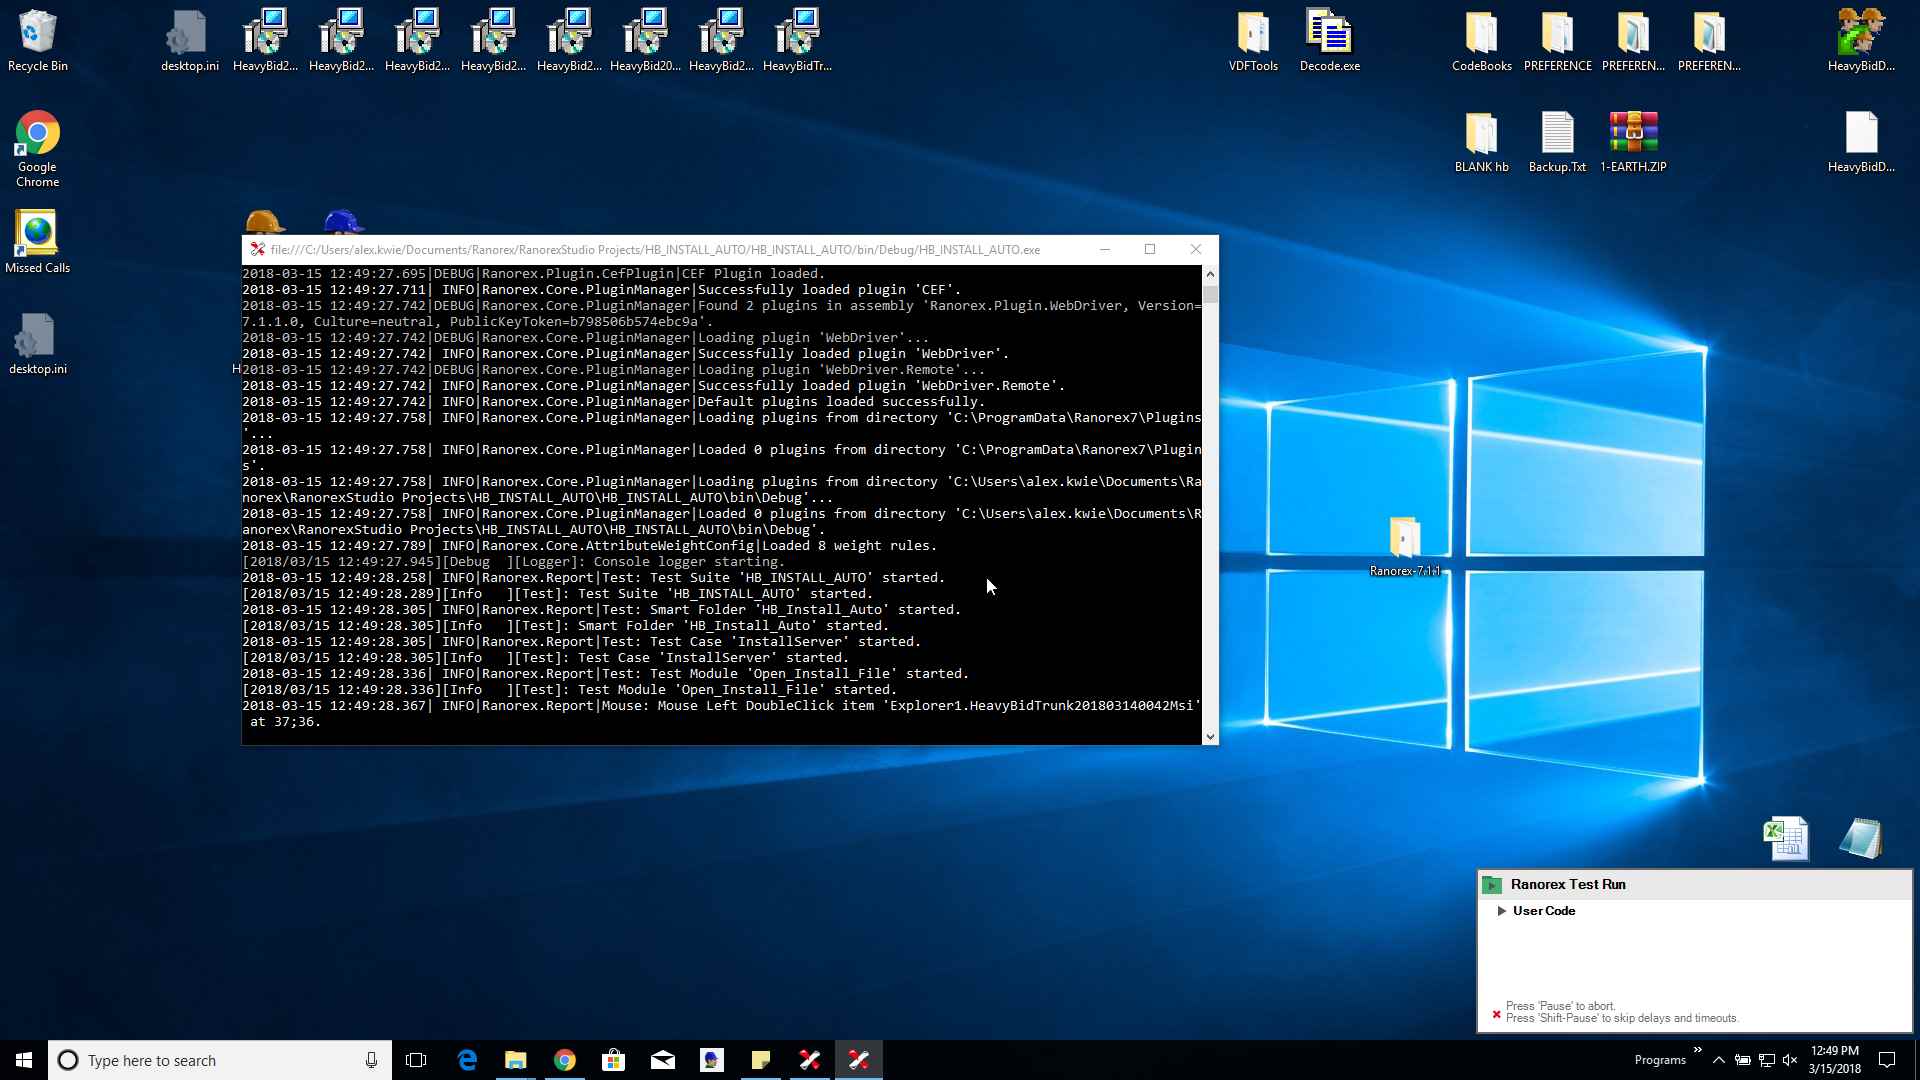 Recycle Bin
desktop.ini
HeavyBid2...
HeavyBid2...
HeavyBid2...
HeavyBid2...
HeavyBid2...
HeavyBid20...
HeavyBid2...
HeavyBidTr...
VDFTools
Decode.exe
CodeBooks
PREFERENCE
PREFEREN...
PREFEREN...
HeavyBidD...
Google
Chrome
BLANK hb
Backup.Txt
1-EARTH.ZIP
HeavyBidD...
Missed Calls
desktop.ini
H
file:///C:/Users/alex.kwie/Documents/Ranorex/RanorexStudio Projects/HB_INSTALL_AUTO/HB_INSTALL_AUTO/bin/Debug/HB_INSTALL_AUTO.exe
2018-03-15 12:49:27.695|DEBUG|Ranorex.Plugin.CefPlugin|CEF Plugin loaded.
2018-03-15 12:49:27.711| INFO|Ranorex.Core.PluginManager|Successfully loaded plugin 'CEF'.
2018-03-15 12:49:27.742|DEBUG|Ranorex.Core.PluginManager|Found 2 plugins in assembly 'Ranorex.Plugin.WebDriver, Version=
7.1.1.0, Culture=neutral, PublicKeyToken=b798506b574ebc9a'.
2018-03-15 12:49:27.742|DEBUG|Ranorex.Core.PluginManager|Loading plugin 'WebDriver'...
2018-03-15 12:49:27.742| INFO|Ranorex.Core.PluginManager|Successfully loaded plugin 'WebDriver'.
2018-03-15 12:49:27.742|DEBUG|Ranorex.Core.PluginManager|Loading plugin 'WebDriver.Remote'...
2018-03-15 12:49:27.742| INFO|Ranorex.Core.PluginManager|Successfully loaded plugin 'WebDriver.Remote'.
2018-03-15 12:49:27.742| INFO|Ranorex.Core.PluginManager|Default plugins loaded successfully.
2018-03-15 12:49:27.758| INFO|Ranorex.Core.PluginManager|Loading plugins from directory 'C:\ProgramData\Ranorex7\Plugins
'...
2018-03-15 12:49:27.758| INFO|Ranorex.Core.PluginManager|Loaded 0 plugins from directory 'C:\ProgramData\Ranorex7\Plugin
s'.
2018-03-15 12:49:27.758| INFO|Ranorex.Core.PluginManager|Loading plugins from directory 'C:\Users\alex.kwie\Documents\Ra
norex\RanorexStudio Projects\HB_INSTALL_AUTO\HB_INSTALL_AUTO\bin\Debug'...
2018-03-15 12:49:27.758| INFO|Ranorex.Core.PluginManager|Loaded 0 plugins from directory 'C:\Users\alex.kwie\Documents\R
anorex\RanorexStudio Projects\HB_INSTALL_AUTO\HB_INSTALL_AUTO\bin\Debug'.
2018-03-15 12:49:27.789| INFO|Ranorex.Core.AttributeWeightConfig|Loaded 8 weight rules.
[2018/03/15 12:49:27.945][Debug  ][Logger]: Console logger starting.
2018-03-15 12:49:28.258| INFO|Ranorex.Report|Test: Test Suite 'HB_INSTALL_AUTO' started.
[2018/03/15 12:49:28.289][Info   ][Test]: Test Suite 'HB_INSTALL_AUTO' started.
2018-03-15 12:49:28.305| INFO|Ranorex.Report|Test: Smart Folder 'HB_Install_Auto' started.
[2018/03/15 12:49:28.305][Info   ][Test]: Smart Folder 'HB_Install_Auto' started.
2018-03-15 12:49:28.305| INFO|Ranorex.Report|Test: Test Case 'InstallServer' started.
[2018/03/15 12:49:28.305][Info   ][Test]: Test Case 'InstallServer' started.
2018-03-15 12:49:28.336| INFO|Ranorex.Report|Test: Test Module 'Open_Install_File' started.
[2018/03/15 12:49:28.336][Info   ][Test]: Test Module 'Open_Install_File' started.
2018-03-15 12:49:28.367| INFO|Ranorex.Report|Mouse: Mouse Left DoubleClick item 'Explorer1.HeavyBidTrunk201803140042Msi'
 at 37;36.
Ranorex-7.1.1
Ranorex Test Run
User Code
Press 'Pause' to abort.
Press 'Shift-Pause' to skip delays and timeouts.
Type here to search
Programs
12:49 PM
3/15/2018